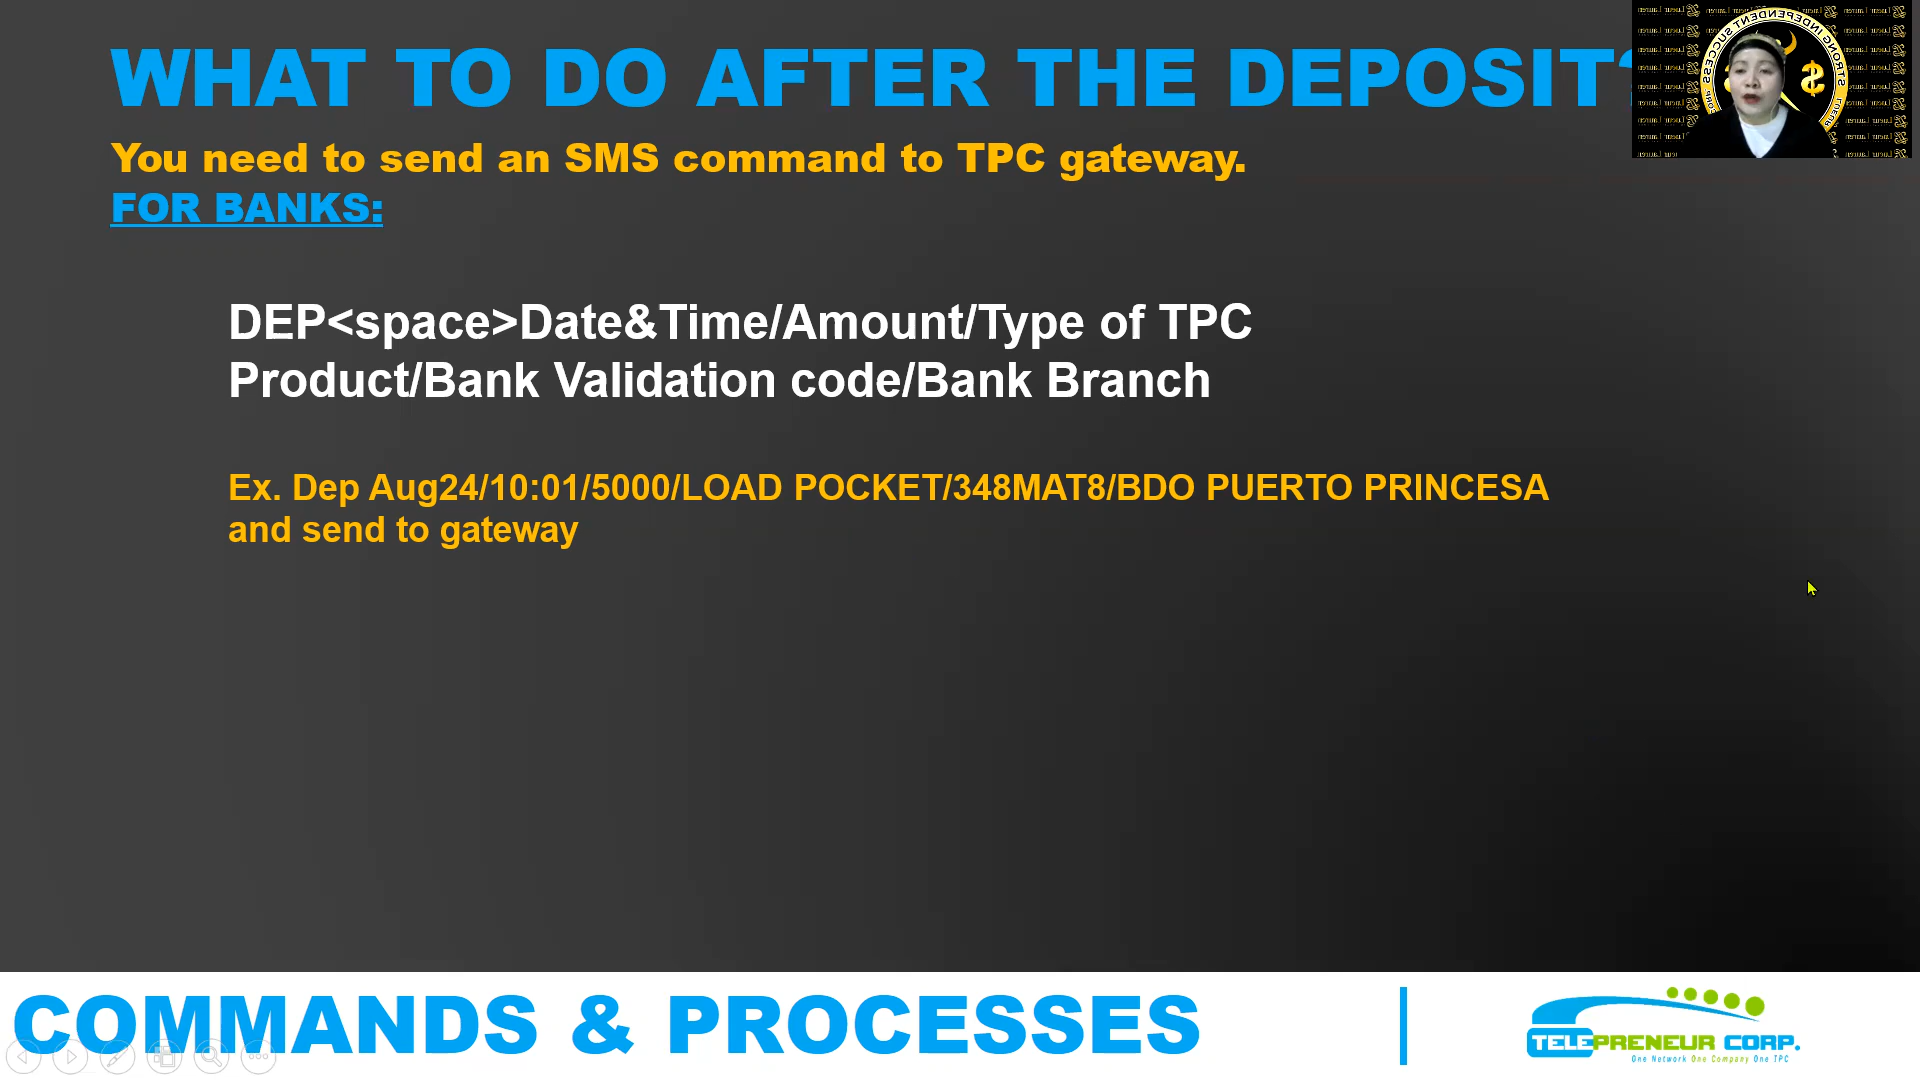 WHAT TO DO AFTER THE DEPOSIT?
You need to send an SMS command to TPC gateway.
FOR BANKS:
DEP<space>Date&Time/Amount/Type of TPC
Product/Bank Validation code/Bank Branch
Ex. Dep Aug24/10:01/5000/LOAD POCKET/348MAT8/BDO PUERTO PRINCESA
and send to gateway
COMMANDS & PROCESSES
TELEPRENEUR CORP.
One Network One Company One TPC
STRONG INDEPENDENT SUCCESS